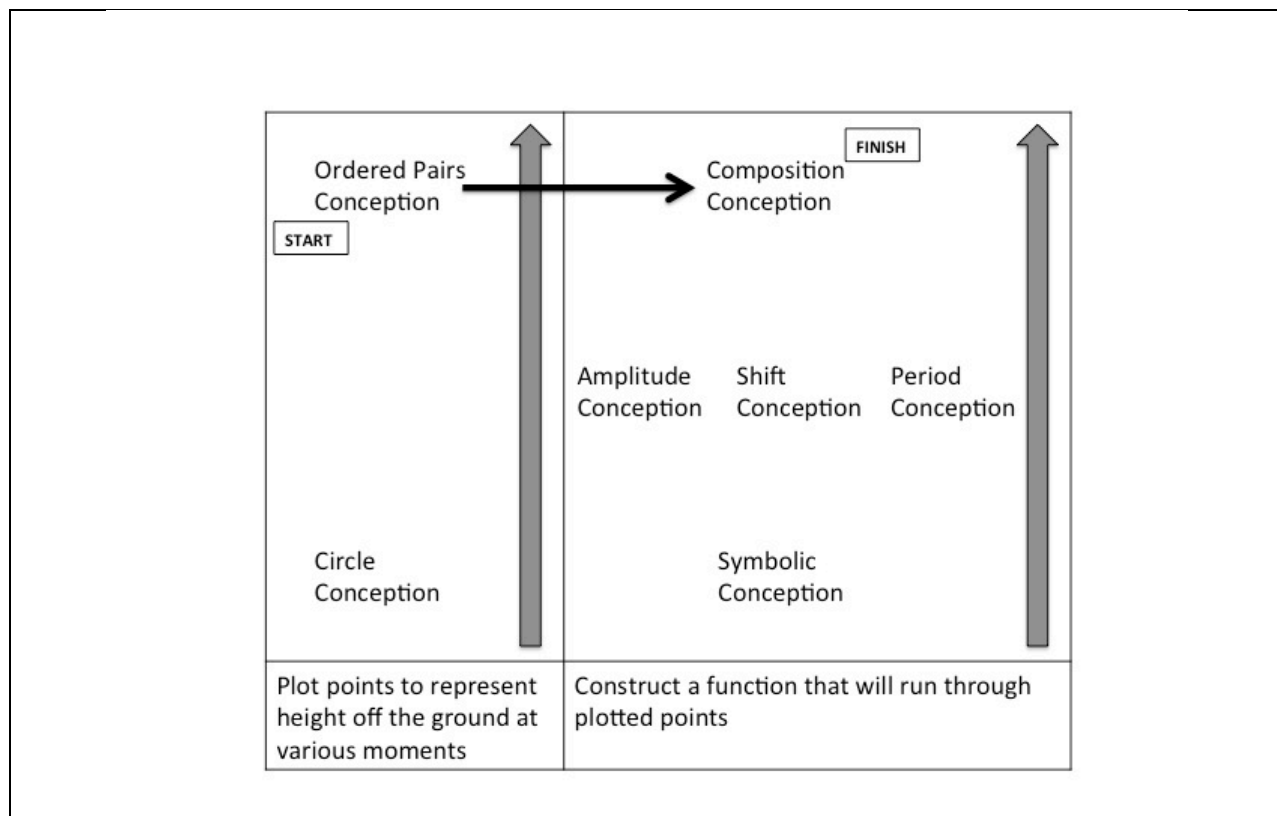 FINISH
Ordered Pairs
Conception
Composition
Conception
START
Amplitude
Conception
Shift
Conception
Period
Conception
Circle
Conception
Symbolic
Conception
Plot points to represent
height off the ground at
various moments
Construct a function that will run through
plotted points